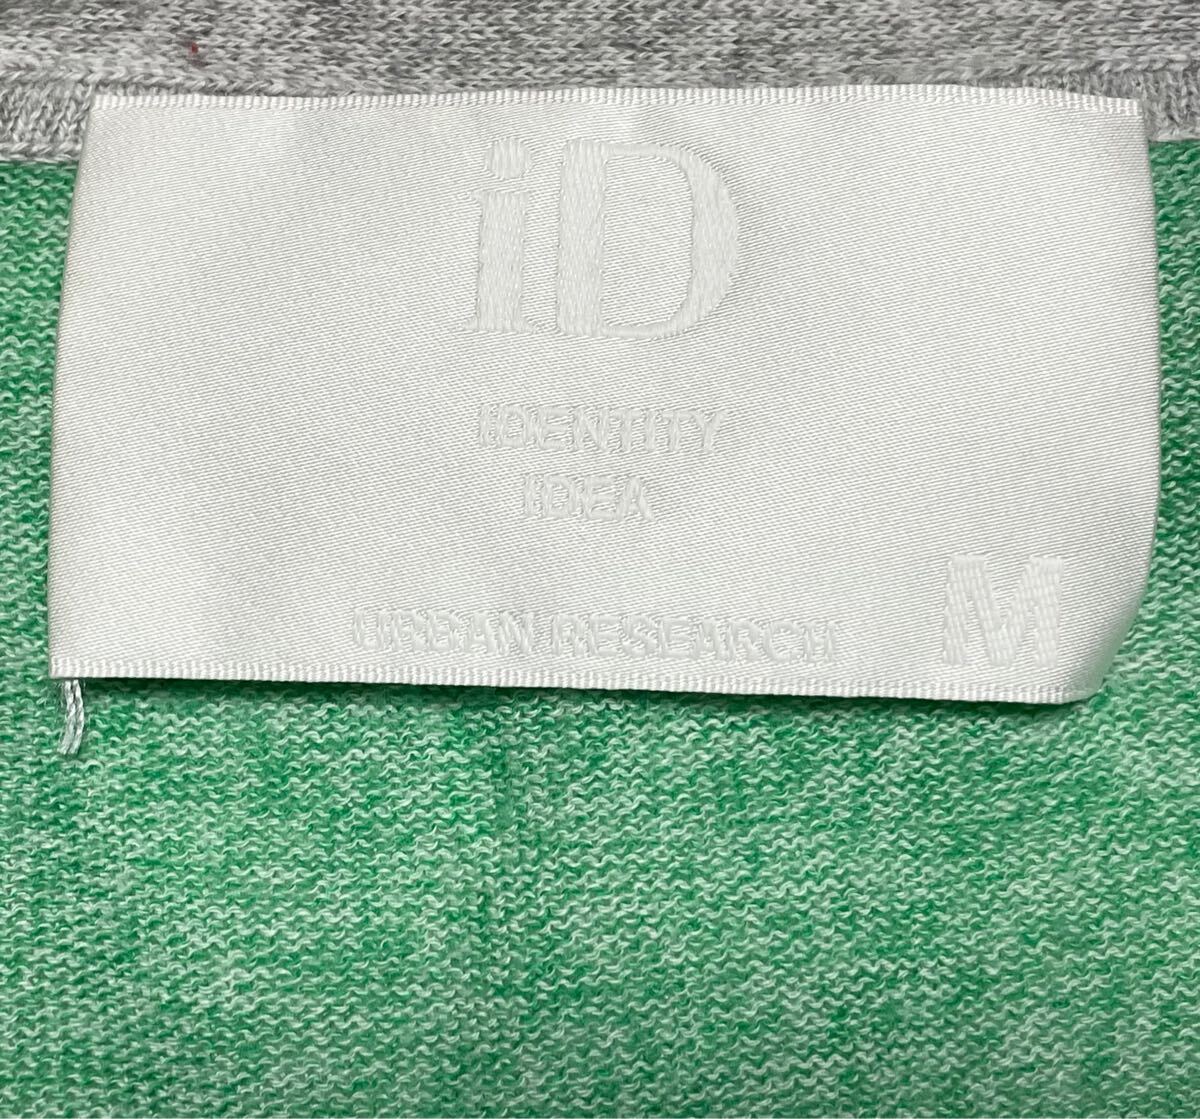 iD
IDENTITY
IDEA
URBAN RESEARCH
M